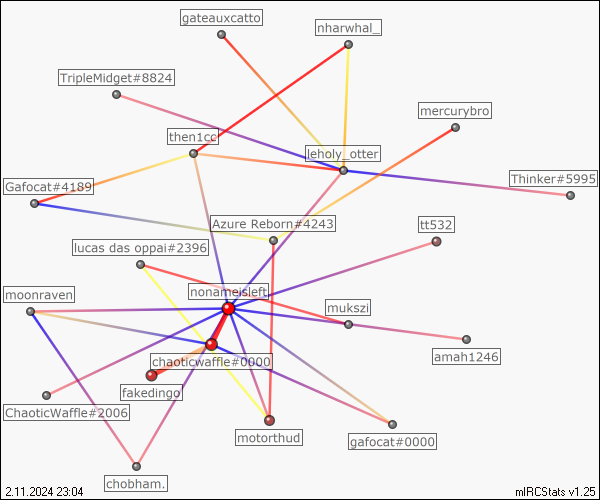 gateauxcatto
nharwhal_
TripleMidget#8824
mercurybro
then1cc
leholy_otter
Thinker#5995
Gafocat#4189
Azure Reborn#4243
tt532
lucas das oppai#2396
nonameisleft
moonraven
mukszi
chaoticwaffle#0000
amah1246
fakedingo
ChaoticWaffle#2006
motorthud
gafocat#0000
chobham.
2.11.2024 23:04
mIRCStats v1.25